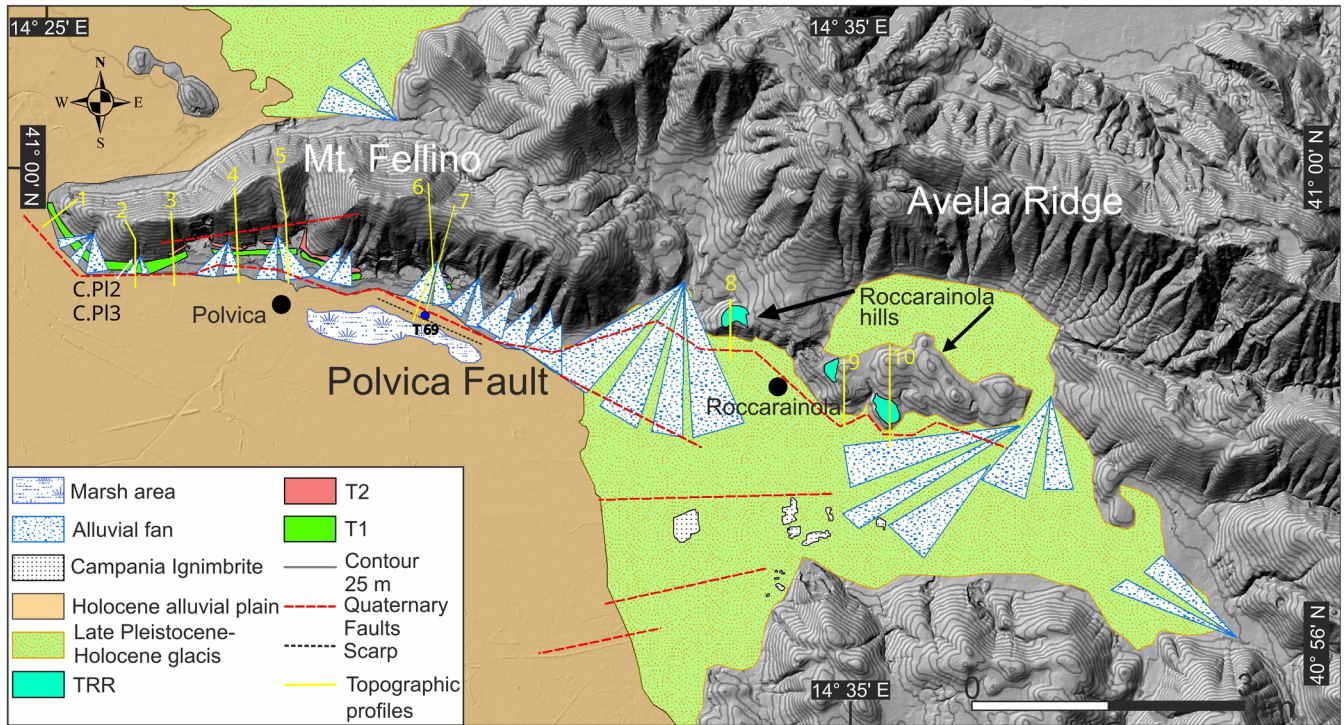 14° 25' E
14° 35' E
N
W E
S
41° 00' N
41° 00' N
Mt. Fellino
Avella Ridge
1
2
3
4
5
6
7
8
9
10
C.Pl2
C.Pl3
Polvica
T 69
Polvica Fault
Roccarainola
hills
Roccarainola
Marsh area
Alluvial fan
Campania Ignimbrite
Holocene alluvial plain
Late Pleistocene-
Holocene glacis
TRR
T2
T1
Contour
25 m
Quaternary
Faults
Scarp
Topographic
profiles
14° 35' E
40° 56' N
0